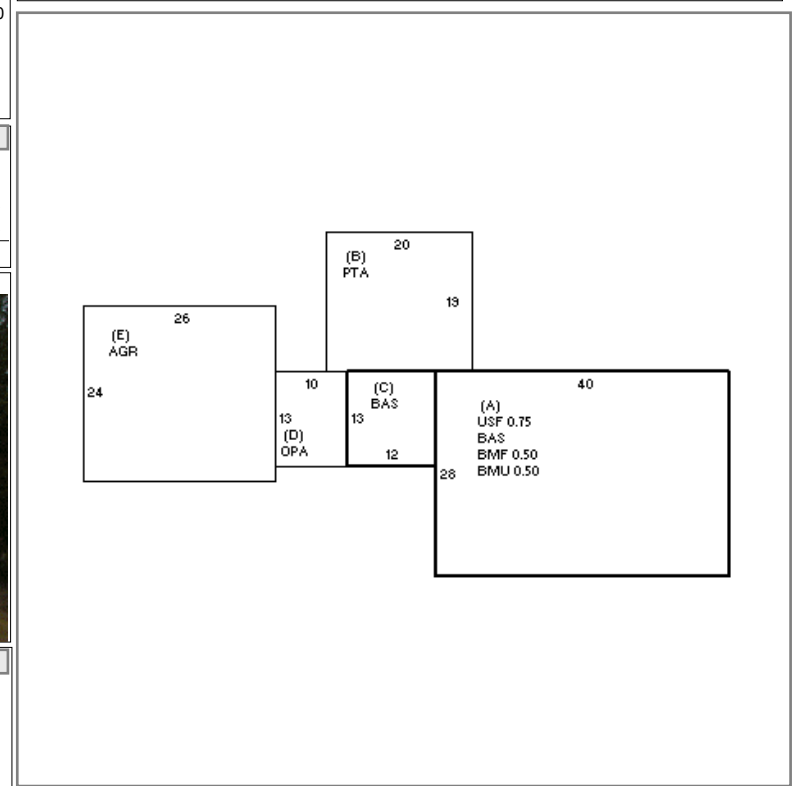 0
20
(B)
PTA
19
26
(E)
AGR
24
10
13
(D)
OPA
(C)
BAS
13
12
40
(A)
USF 0.75
BAS
BMF 0.50
BMU 0.50
28